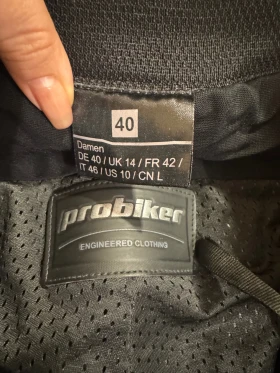 40
Damen
DE 40 / UK 14 / FR 42 /
IT 46 / US 10 / CN L
probiker
ENGINEERED CLOTHING